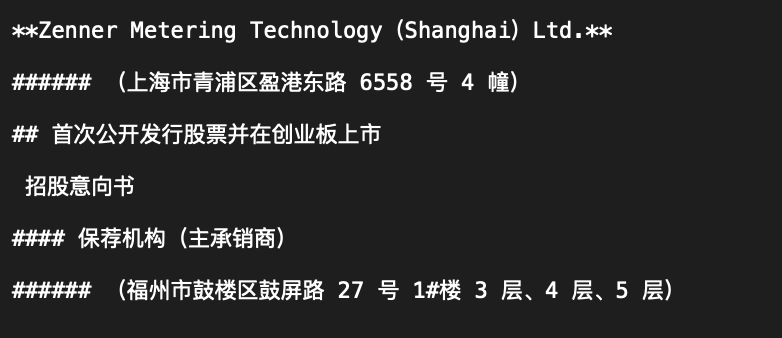 **Zenner Metering Technology（Shanghai）Ltd.**
###### （上海市青浦区盈港东路 6558 号 4 幢）
## 首次公开发行股票并在创业板上市
招股意向书
#### 保荐机构（主承销商）
###### （福州市鼓楼区鼓屏路 27 号 1#楼 3 层、4 层、5 层）